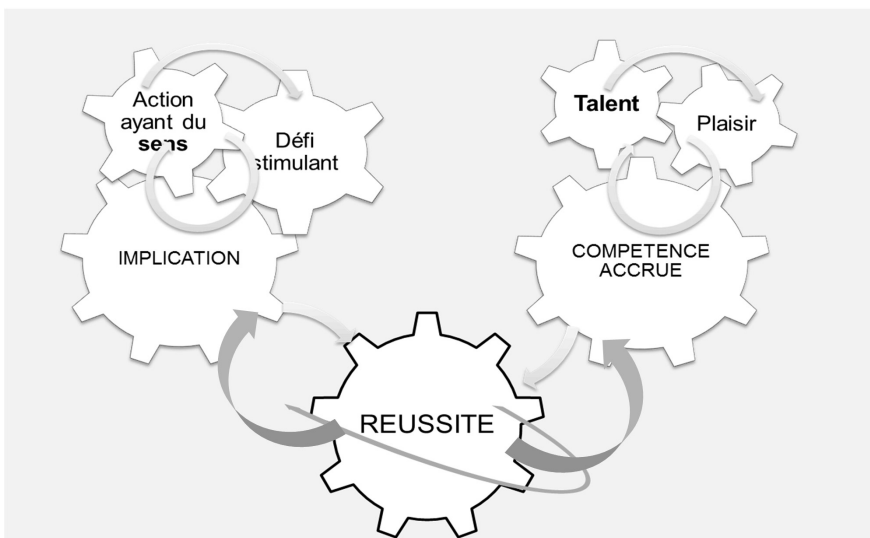 Action
ayant du
sens
Défi
stimulant
IMPLICATION
Talent
Plaisir
COMPETENCE
ACCRUE
REUSSITE